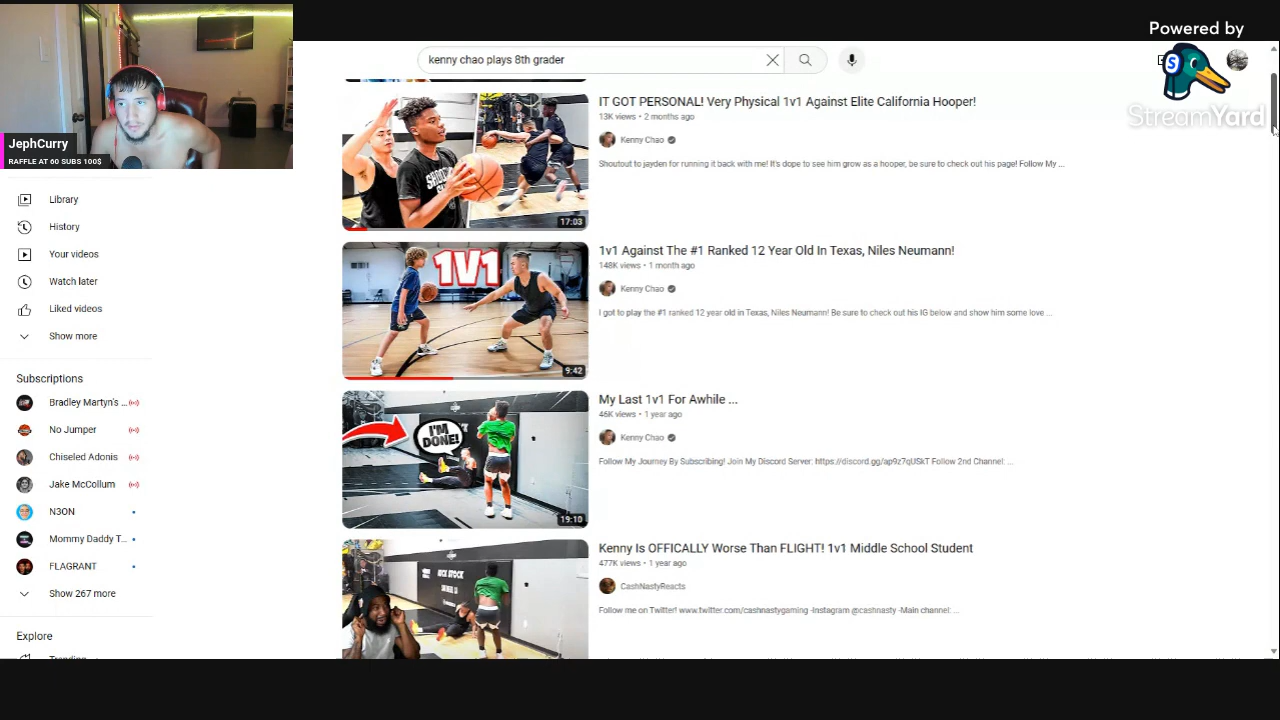 Powered by
StreamYard
kenny chao plays 8th grader
JephCurry
RAFFLE AT 60 SUBS 100$
Library
History
Your videos
Watch later
Liked videos
Show more
Subscriptions
Bradley Martyn's ...
No Jumper
Chiseled Adonis
Jake McCollum
N3ON
Mommy Daddy T...
FLAGRANT
Show 267 more
Explore
17:03
IT GOT PERSONAL! Very Physical 1v1 Against Elite California Hooper!
13K views • 2 months ago
Kenny Chao
Shoutout to jayden for running it back with me! It's dope to see him grow as a hooper, be sure to check out his page! Follow My ...
1V1
9:42
1v1 Against The #1 Ranked 12 Year Old In Texas, Niles Neumann!
148K views • 1 month ago
Kenny Chao
I got to play the #1 ranked 12 year old in Texas, Niles Neumann! Be sure to check out his IG below and show him some love ...
I'M
DONE!
19:10
My Last 1v1 For Awhile ...
46K views • 1 year ago
Kenny Chao
Follow My Journey By Subscribing! Join My Discord Server: https://discord.gg/ap9z7qUSkT Follow 2nd Channel: ...
Kenny Is OFFICALLY Worse Than FLIGHT! 1v1 Middle School Student
477K views • 1 year ago
CashNastyReacts
Follow me on Twitter! www.twitter.com/cashnastygaming -Instagram @cashnasty -Main channel: ...